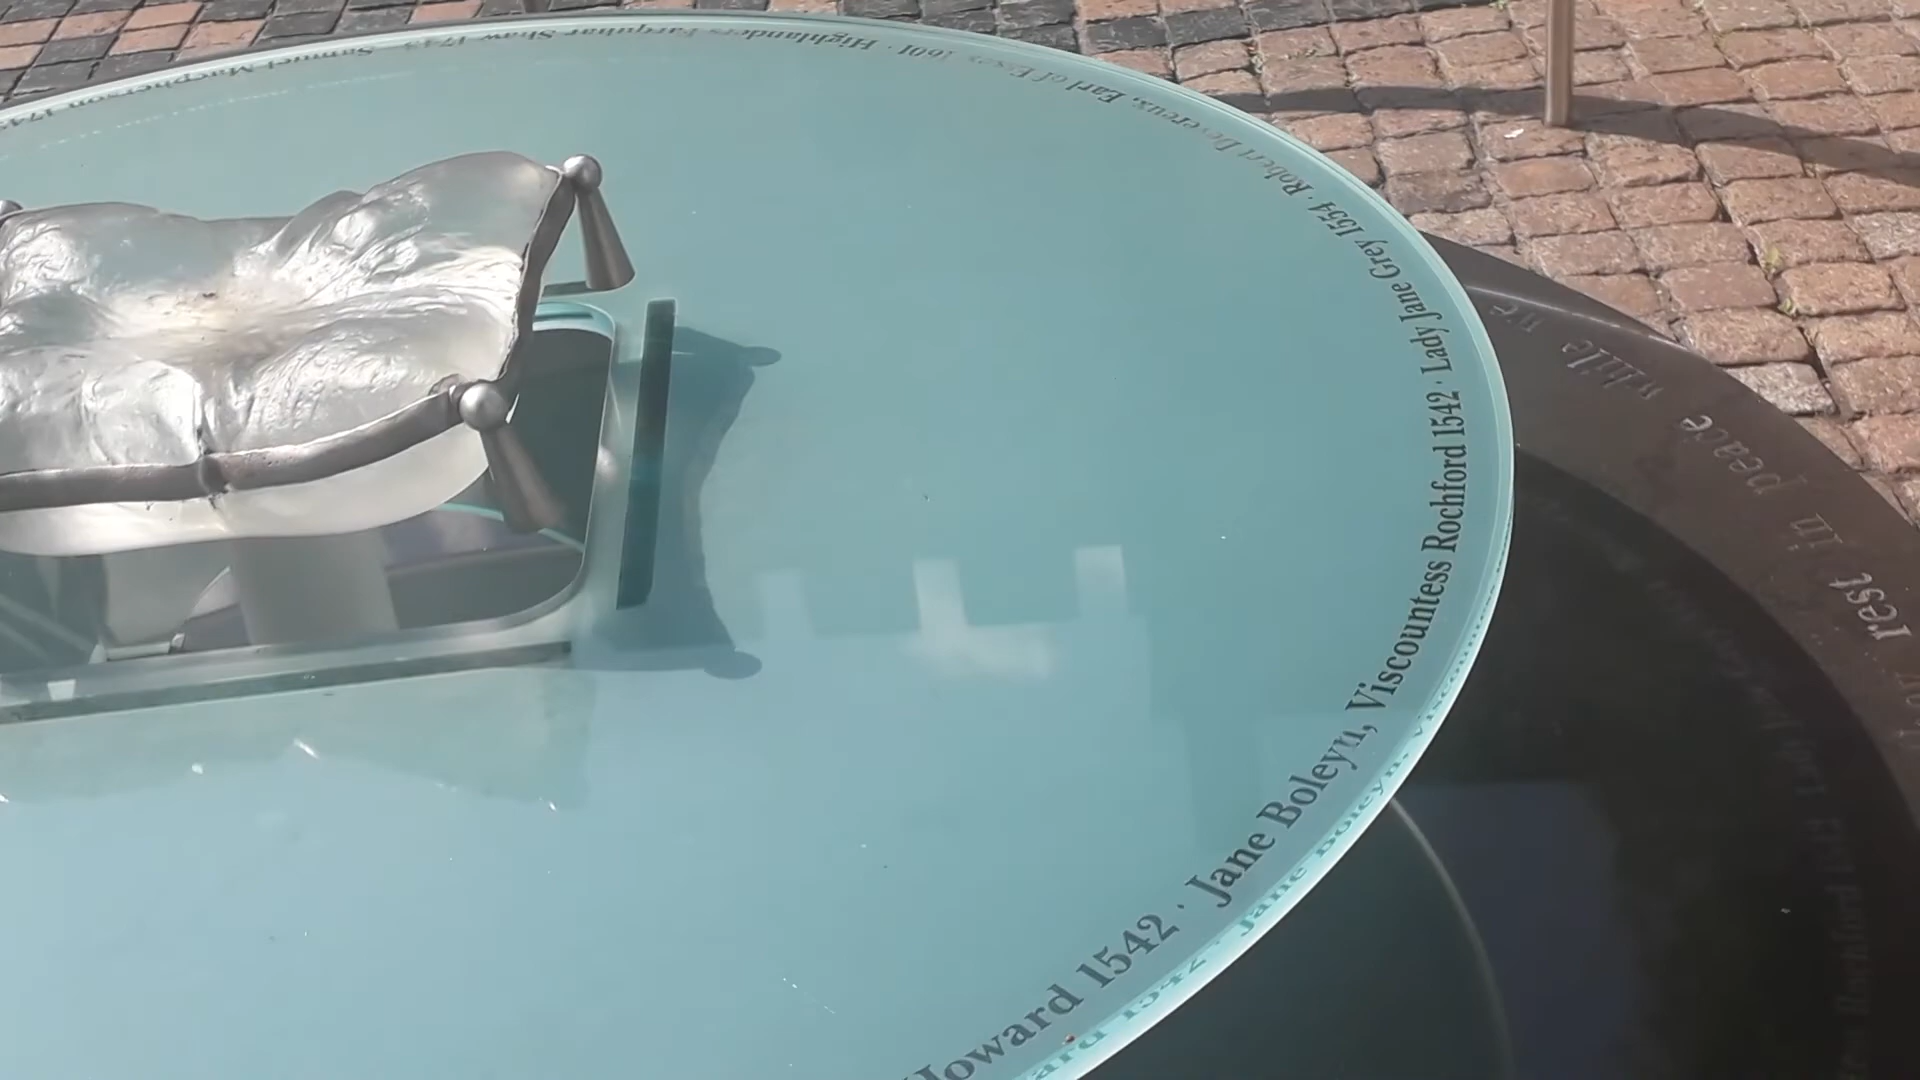 Howard 1542 · Jane Boleyn, Viscountess Rochford 1542 · Lady Jane Grey 1554 · Robert Devereux, Earl of Essex 1601 · Highlanders Farquhar Shaw 1743 Samuel Macpherson 1743
rest in peace while